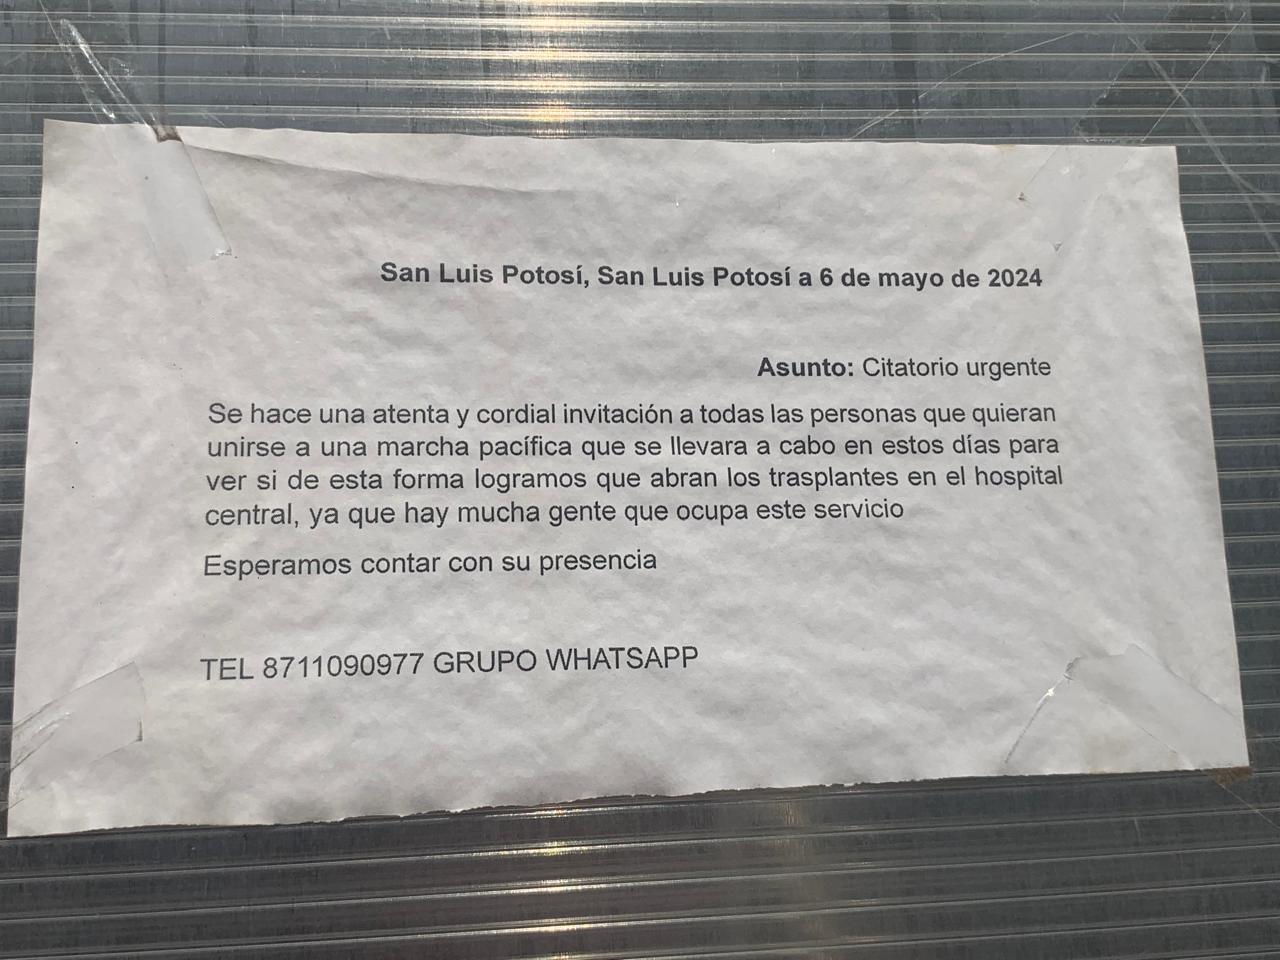 San Luis Potosí, San Luis Potosí a 6 de mayo de 2024
Asunto: Citatorio urgente
Se hace una atenta y cordial invitación a todas las personas que quieran
unirse a una marcha pacífica que se llevara a cabo en estos días para
ver si de esta forma logramos que abran los trasplantes en el hospital
central, ya que hay mucha gente que ocupa este servicio
Esperamos contar con su presencia
TEL 8711090977 GRUPO WHATSAPP